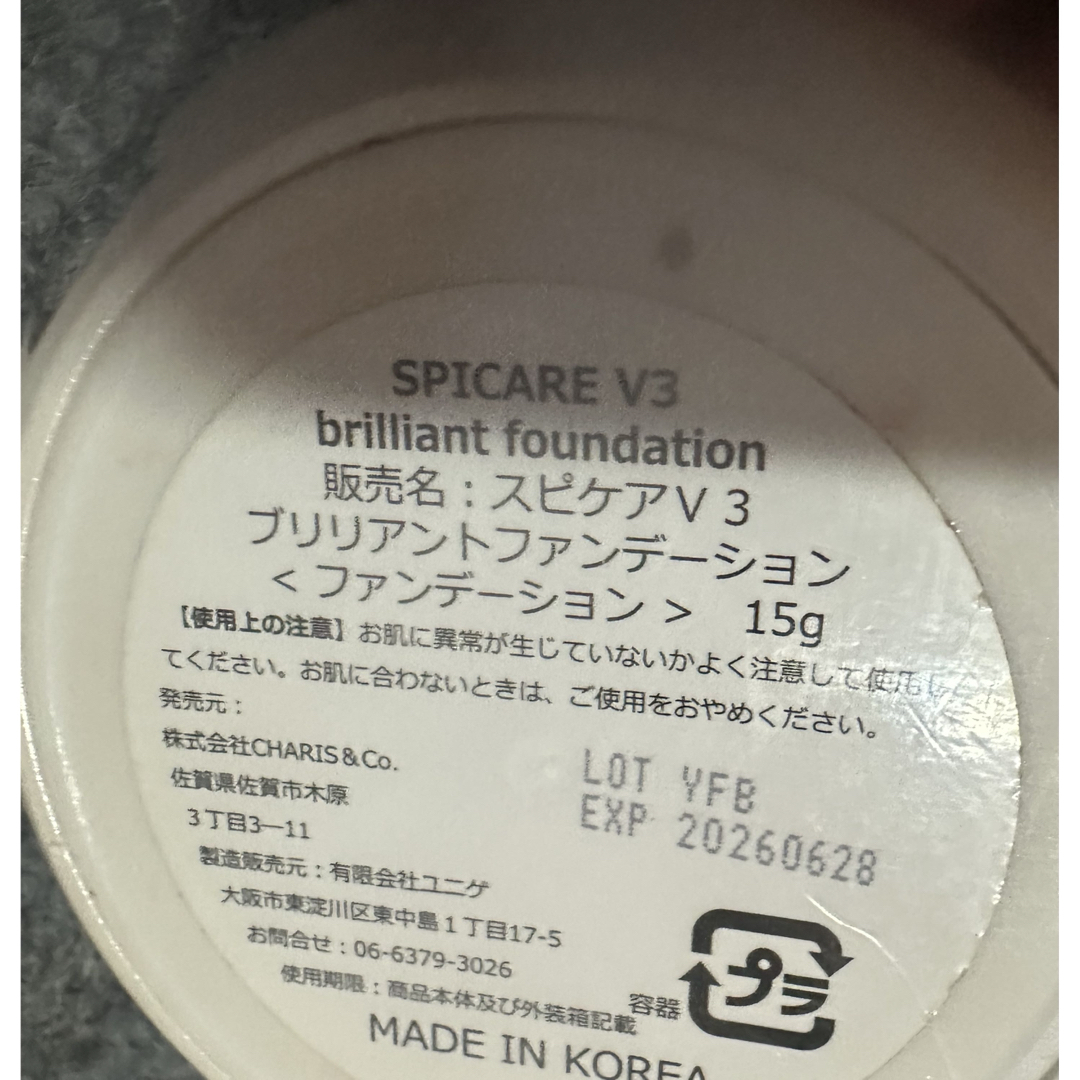 SPICARE V3
brilliant foundation
販売名：スピケアV 3
ブリリアントファンデーション
＜ファンデーション＞ 15g
【使用上の注意】お肌に異常が生じていないかよく注意して使用し
てください。お肌に合わないときは、ご使用をおやめください。
発売元：
株式会社CHARIS＆Co.
佐賀県佐賀市木原
３丁目3―11
製造販売元：有限会社ユニゲ
大阪市東淀川区東中島１丁目17-5
お問合せ：06-6379-3026
使用期限：商品本体及び外装箱記載
LOT YFB
EXP 20260628
容器
プラ
MADE IN KOREA